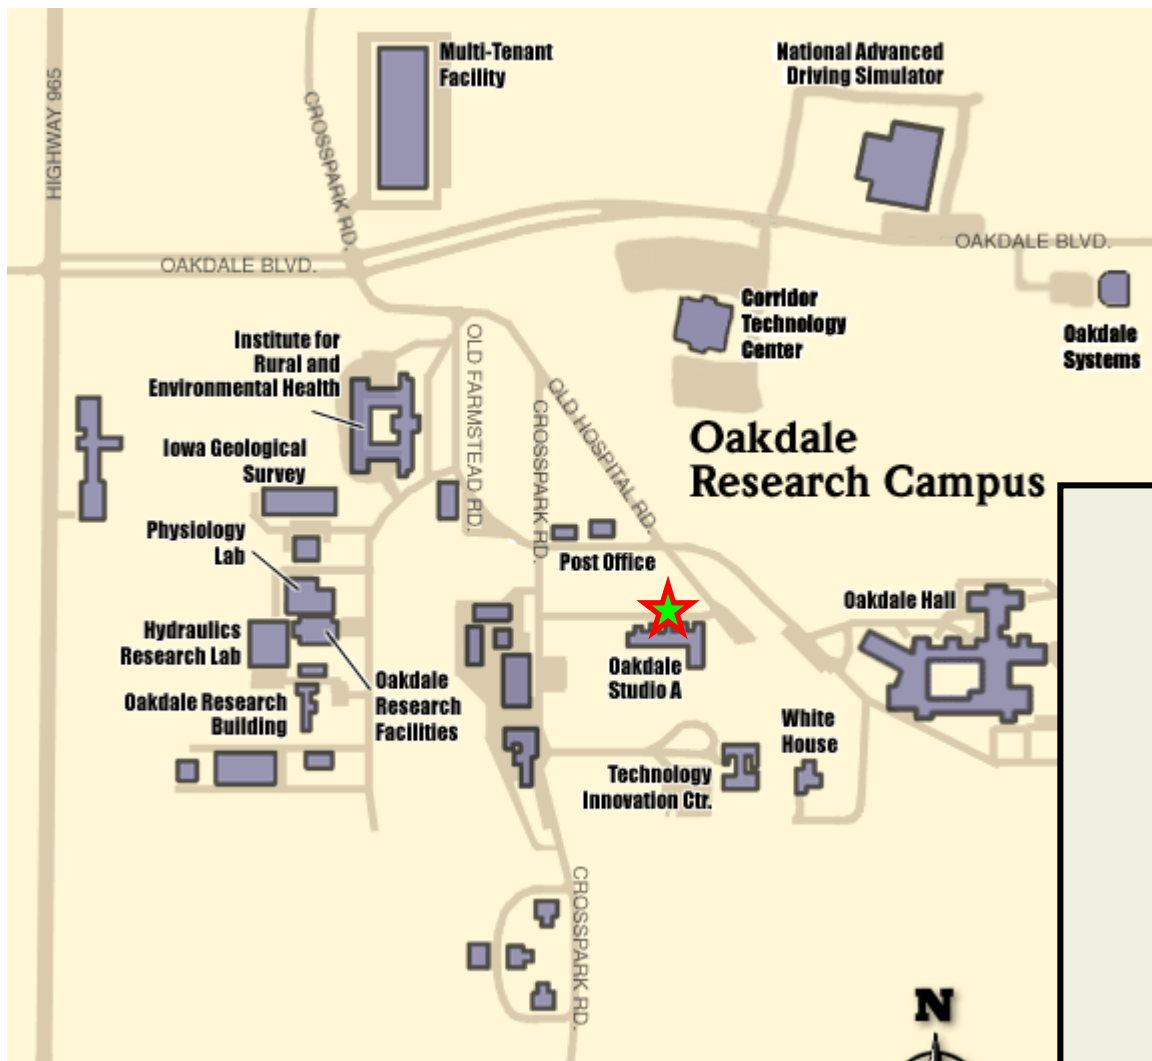 Multi-Tenant
Facility
National Advanced
Driving Simulator
HIGHWAY 965
CROSSPARK RD.
OAKDALE BLVD.
OAKDALE BLVD.
Corridor
Technology
Center
Oakdale
Systems
Institute for
Rural and
Environmental Health
OLD FARMSTEAD RD.
CROSSPARK RD.
OLD HOSPITAL RD.
Oakdale
Research Campus
Iowa Geological
Survey
Physiology
Lab
Post Office
Oakdale Hall
Hydraulics
Research Lab
Oakdale
Studio A
Oakdale Research
Building
Oakdale
Research
Facilities
White
House
Technology
Innovation Ctr.
CROSSPARK RD.
N